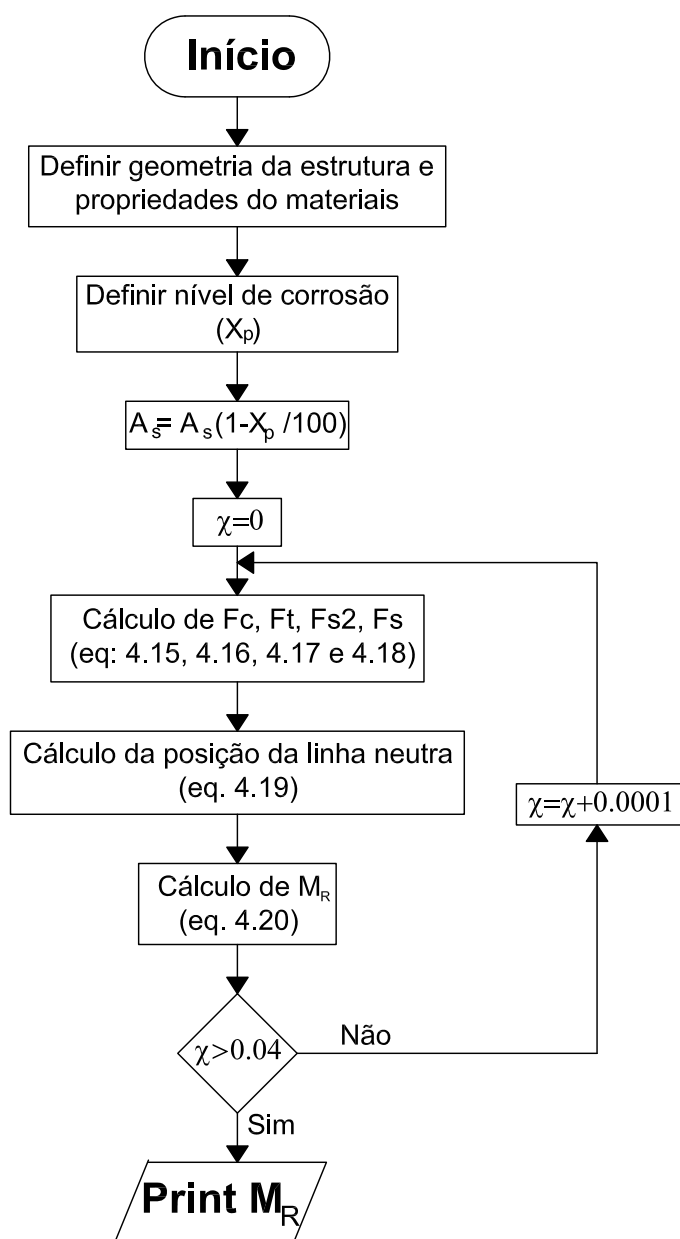 Início
Definir geometria da estrutura e
propriedades do materiais
Definir nível de corrosão
(Xp)
As= As(1-Xp /100)
χ=0
Cálculo de Fc, Ft, Fs2, Fs
(eq: 4.15, 4.16, 4.17 e 4.18)
Cálculo da posição da linha neutra
(eq. 4.19)
χ=χ+0.0001
Cálculo de MR
(eq. 4.20)
χ>0.04
Não
Sim
Print MR